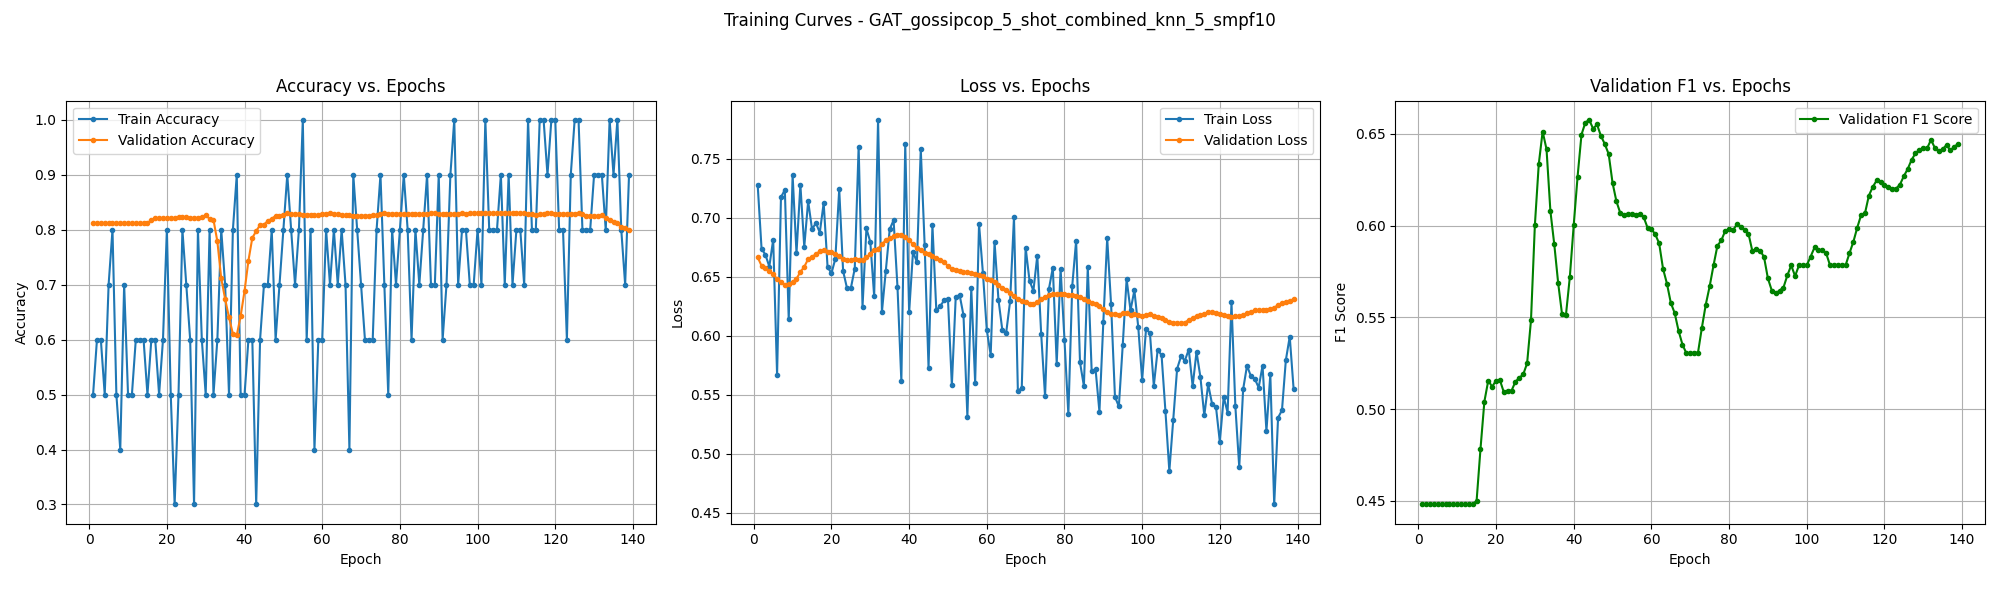 Training Curves - GAT_gossipcop_5_shot_combined_knn_5_smpf10
Accuracy vs. Epochs
Train Accuracy
Validation Accuracy
1.0
0.9
0.8
0.7
0.6
0.5
0.4
0.3
Accuracy
0 20 40 60 80 100 120 140
Epoch
Loss vs. Epochs
Train Loss
Validation Loss
0.75
0.70
0.65
0.60
0.55
0.50
0.45
Loss
0 20 40 60 80 100 120 140
Epoch
Validation F1 vs. Epochs
Validation F1 Score
0.65
0.60
0.55
0.50
0.45
F1 Score
0 20 40 60 80 100 120 140
Epoch